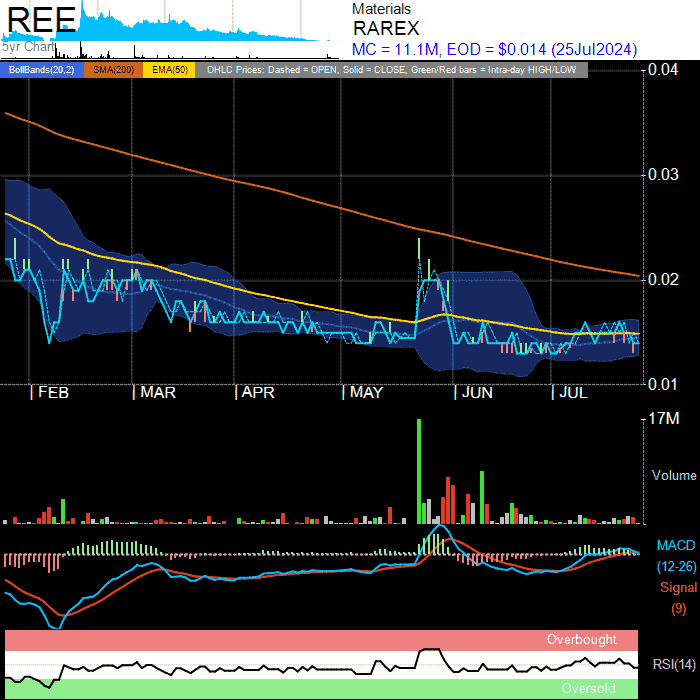 REE
5yr Chart
Materials
RAREX
MC = 11.1M, EOD = $0.014 (25Jul2024)
BollBands(20,2) SMA(200) EMA(50) OHLC Prices: Dashed = OPEN, Solid = CLOSE, Green/Red bars = Intra-day HIGH/LOW
0.04
0.03
0.02
0.01
| FEB | MAR | APR | MAY | JUN | JUL
17M
Volume
MACD
(12-26)
Signal
(9)
Overbought
RSI(14)
Oversold